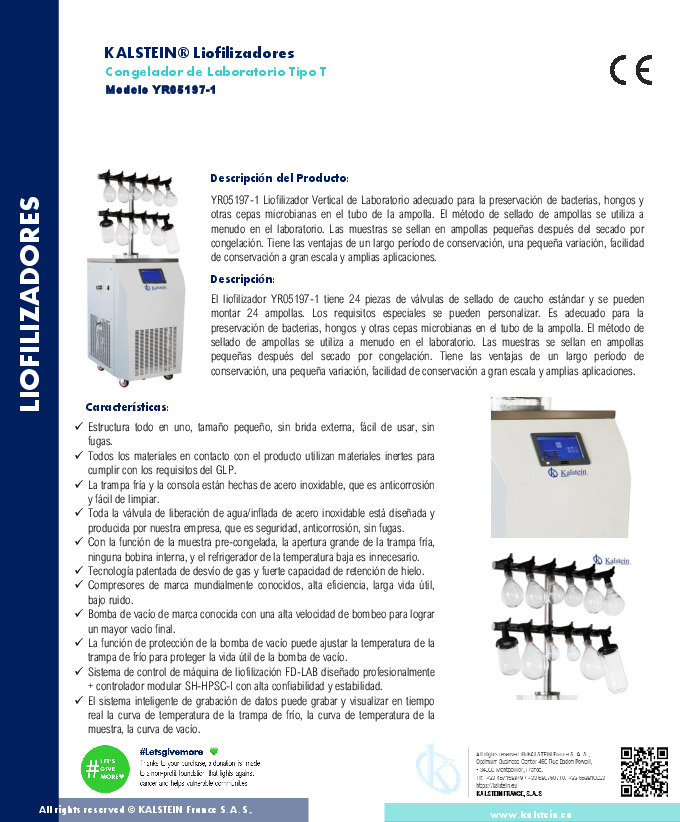 KALSTEIN® Liofilizadores
Congelador de Laboratorio Tipo T
Modelo YR05197-1
CE
LIOFILIZADORES
Descripción del Producto:
YR05197-1 Liofilizador Vertical de Laboratorio adecuado para la preservación de bacterias, hongos y
otras cepas microbianas en el tubo de la ampolla. El método de sellado de ampollas se utiliza a
menudo en el laboratorio. Las muestras se sellan en ampollas pequeñas después del secado por
congelación. Tiene las ventajas de un largo período de conservación, una pequeña variación, facilidad
de conservación a gran escala y amplias aplicaciones.
Descripción:
El liofilizador YR05197-1 tiene 24 piezas de válvulas de sellado de caucho estándar y se pueden
montar 24 ampollas. Los requisitos especiales se pueden personalizar. Es adecuado para la
preservación de bacterias, hongos y otras cepas microbianas en el tubo de la ampolla. El método de
sellado de ampollas se utiliza a menudo en el laboratorio. Las muestras se sellan en ampollas
pequeñas después del secado por congelación. Tiene las ventajas de un largo período de
conservación, una pequeña variación, facilidad de conservación a gran escala y amplias aplicaciones.
Kalstein
Características:
✓ Estructura todo en uno, tamaño pequeño, sin brida externa, fácil de usar, sin
fugas.
✓ Todos los materiales en contacto con el producto utilizan materiales inertes para
cumplir con los requisitos del GLP.
✓ La trampa fría y la consola están hechas de acero inoxidable, que es anticorrosión
y fácil de limpiar.
✓ Toda la válvula de liberación de agua/inflada de acero inoxidable está diseñada y
producida por nuestra empresa, que es seguridad, anticorrosión, sin fugas.
✓ Con la función de la muestra pre-congelada, la apertura grande de la trampa fría,
ninguna bobina interna, y el refrigerador de la temperatura baja es innecesario.
✓ Tecnología patentada de desvío de gas y fuerte capacidad de retención de hielo.
✓ Compresores de marca mundialmente conocidos, alta eficiencia, larga vida útil,
bajo ruido.
✓ Bomba de vacío de marca conocida con una alta velocidad de bombeo para lograr
un mayor vacío final.
✓ La función de protección de la bomba de vacío puede ajustar la temperatura de la
trampa de frío para proteger la vida útil de la bomba de vacío.
✓ Sistema de control de máquina de liofilización FD-LAB diseñado profesionalmente
+ controlador modular SH-HPSC-I con alta confiabilidad y estabilidad.
✓ El sistema inteligente de grabación de datos puede grabar y visualizar en tiempo
real la curva de temperatura de la trampa de frío, la curva de temperatura de la
muestra, la curva de vacío.
Kalstein
Kalstein
#LET'S
GIVE
MORE
#Letsgivemore
Thanks to your purchase, a donation is made
to a non-profit foundation that fights against
cancer and helps vulnerable communities
All rights reserved © KALSTEIN France S. A. S.,
KALSTEIN FRANCE, S.A.S
All rights reserved © KALSTEIN France S.A.S.,